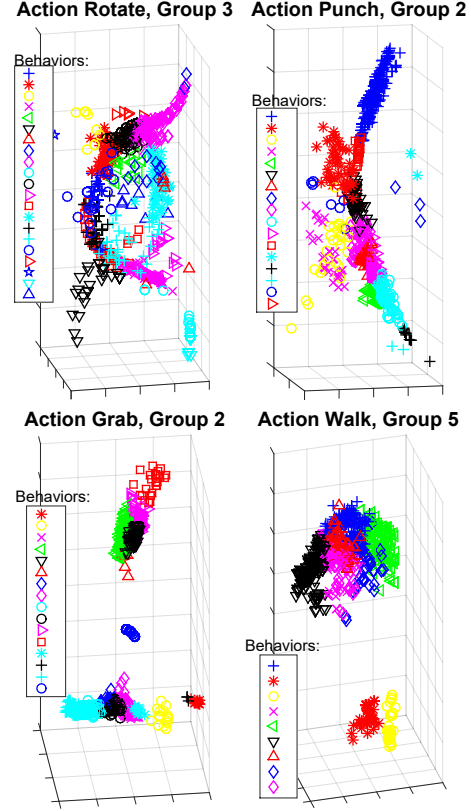 Action Rotate, Group 3
Behaviors:
Action Punch, Group 2
Behaviors:
Action Grab, Group 2
Behaviors:
Action Walk, Group 5
Behaviors: